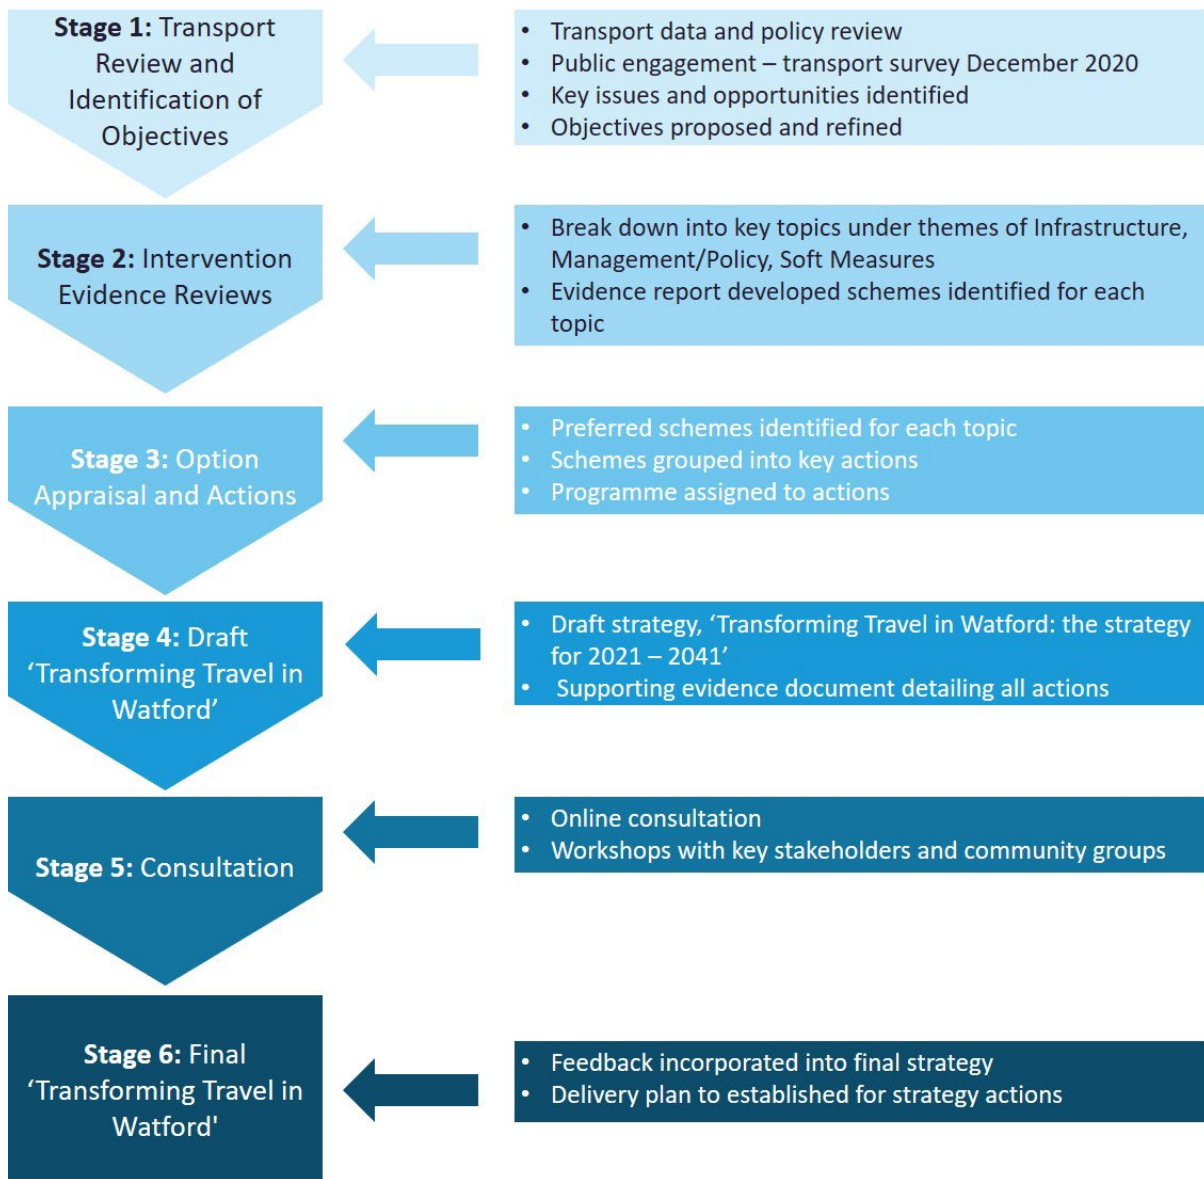 Stage 1: Transport
Review and
Identification of
Objectives
• Transport data and policy review
• Public engagement – transport survey December 2020
• Key issues and opportunities identified
• Objectives proposed and refined
Stage 2: Intervention
Evidence Reviews
• Break down into key topics under themes of Infrastructure,
Management/Policy, Soft Measures
• Evidence report developed schemes identified for each
topic
Stage 3: Option
Appraisal and Actions
• Preferred schemes identified for each topic
• Schemes grouped into key actions
• Programme assigned to actions
Stage 4: Draft
‘Transforming Travel in
Watford’
• Draft strategy, ‘Transforming Travel in Watford: the strategy
for 2021 – 2041’
• Supporting evidence document detailing all actions
Stage 5: Consultation
• Online consultation
• Workshops with key stakeholders and community groups
Stage 6: Final
‘Transforming Travel in
Watford'
• Feedback incorporated into final strategy
• Delivery plan to established for strategy actions